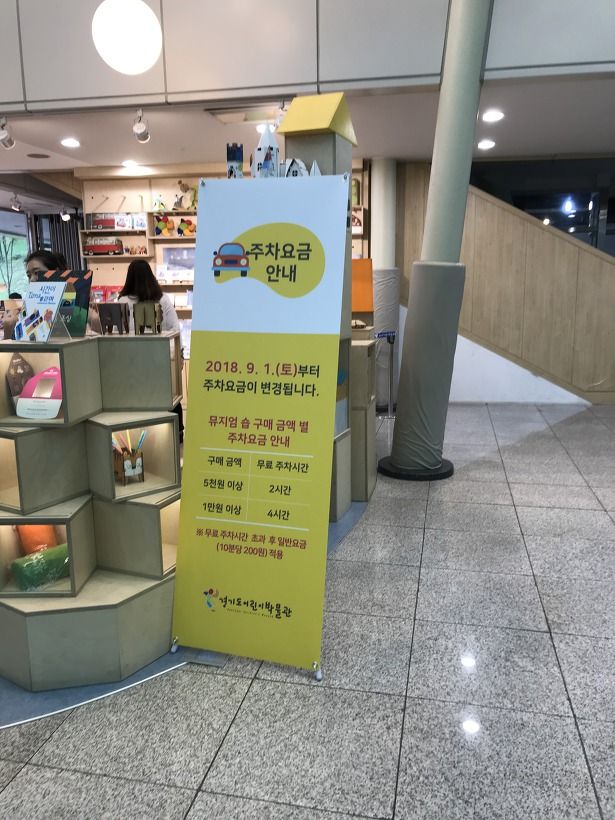 주차요금
안내
2018. 9. 1.(토)부터
주차요금이 변경됩니다.
뮤지엄 숍 구매 금액 별
주차요금 안내
구매 금액 무료 주차시간
5천원 이상 2시간
1만원 이상 4시간
※ 무료 주차시간 초과 후 일반요금
(10분당 200원) 적용
경기도어린이박물관
시간이